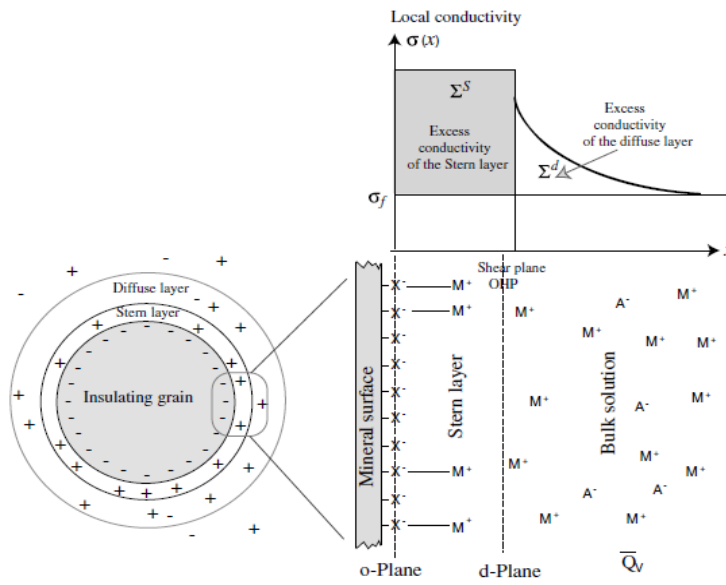 Local conductivity
σ(x)
Σ^S
Excess
conductivity
of the Stern layer
Excess
conductivity
of the diffuse layer
Σ^d
σ_f
Diffuse layer
Stern layer
Insulating grain
Mineral surface
Stern layer
Bulk solution
Shear plane
OHP
X⁻ M⁺
X⁻ M⁺
X⁻
X⁻
X⁻
X⁻
X⁻
X⁻ M⁺
X⁻
X⁻ M⁺
M⁺
A⁻
M⁺
M⁺
M⁺
M⁺
M⁺
A⁻
M⁺
M⁺
M⁺
M⁺
A⁻
A⁻
M⁺
M⁺
o-Plane
d-Plane
Q̅_V